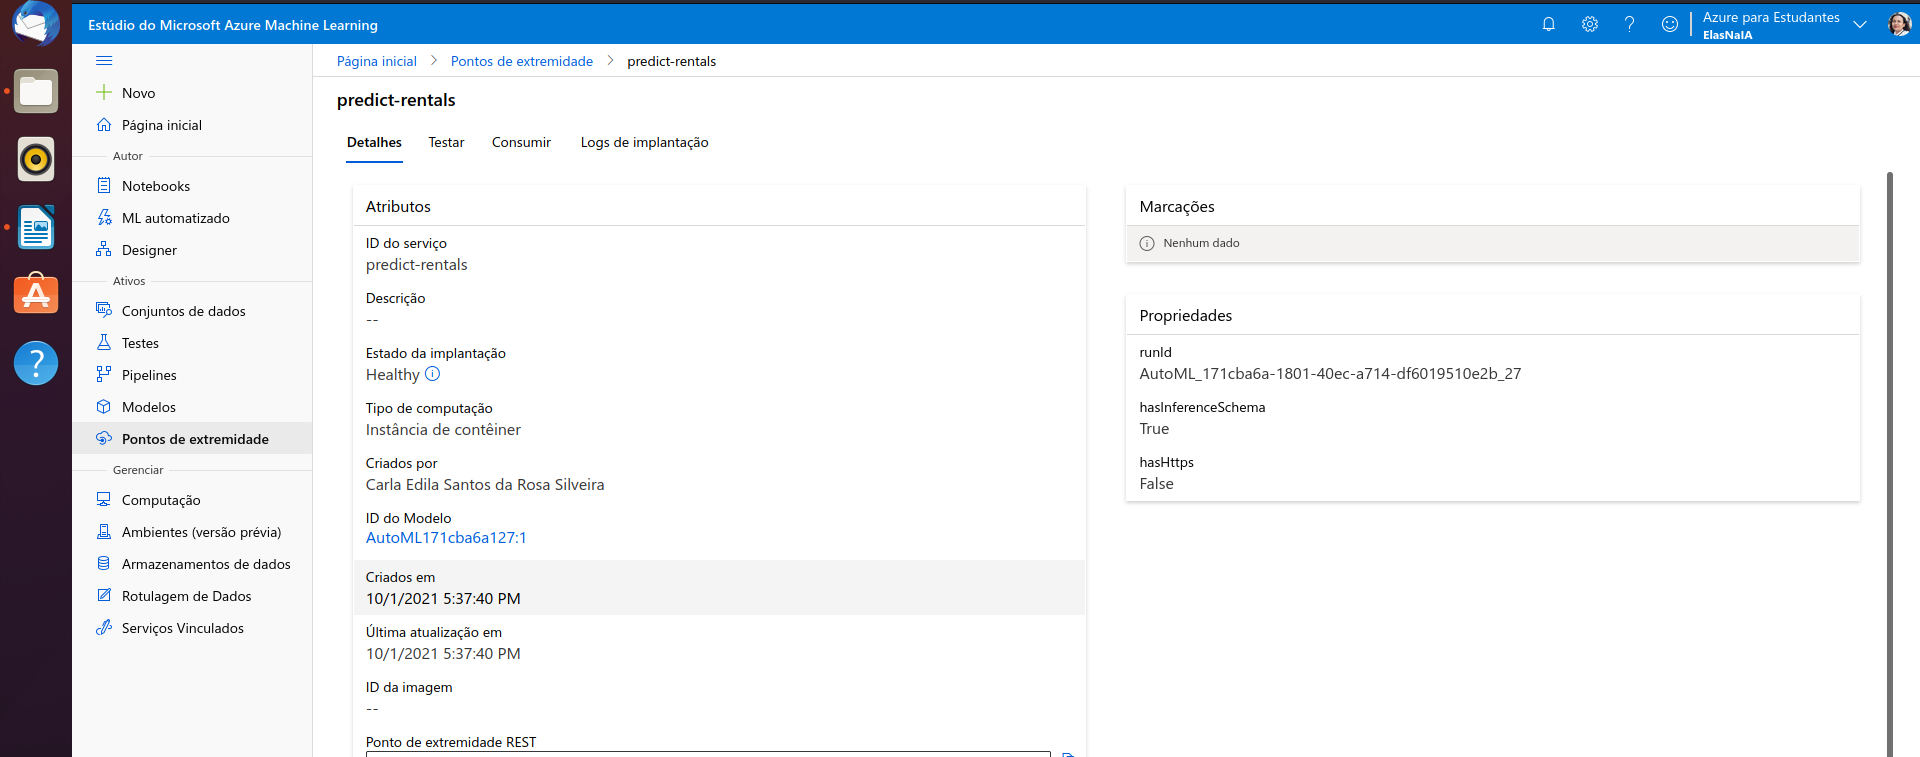 Estúdio do Microsoft Azure Machine Learning
Azure para Estudantes
ElasNaIA
Novo
Página inicial
Autor
Notebooks
ML automatizado
Designer
Ativos
Conjuntos de dados
Testes
Pipelines
Modelos
Pontos de extremidade
Gerenciar
Computação
Ambientes (versão prévia)
Armazenamentos de dados
Rotulagem de Dados
Serviços Vinculados
Página inicial > Pontos de extremidade > predict-rentals
predict-rentals
Detalhes Testar Consumir Logs de implantação
Atributos
ID do serviço
predict-rentals
Descrição
--
Estado da implantação
Healthy
Tipo de computação
Instância de contêiner
Criados por
Carla Edila Santos da Rosa Silveira
ID do Modelo
AutoML171cba6a127:1
Criados em
10/1/2021 5:37:40 PM
Última atualização em
10/1/2021 5:37:40 PM
ID da imagem
--
Ponto de extremidade REST
Marcações
Nenhum dado
Propriedades
runId
AutoML_171cba6a-1801-40ec-a714-df6019510e2b_27
hasInferenceSchema
True
hasHttps
False